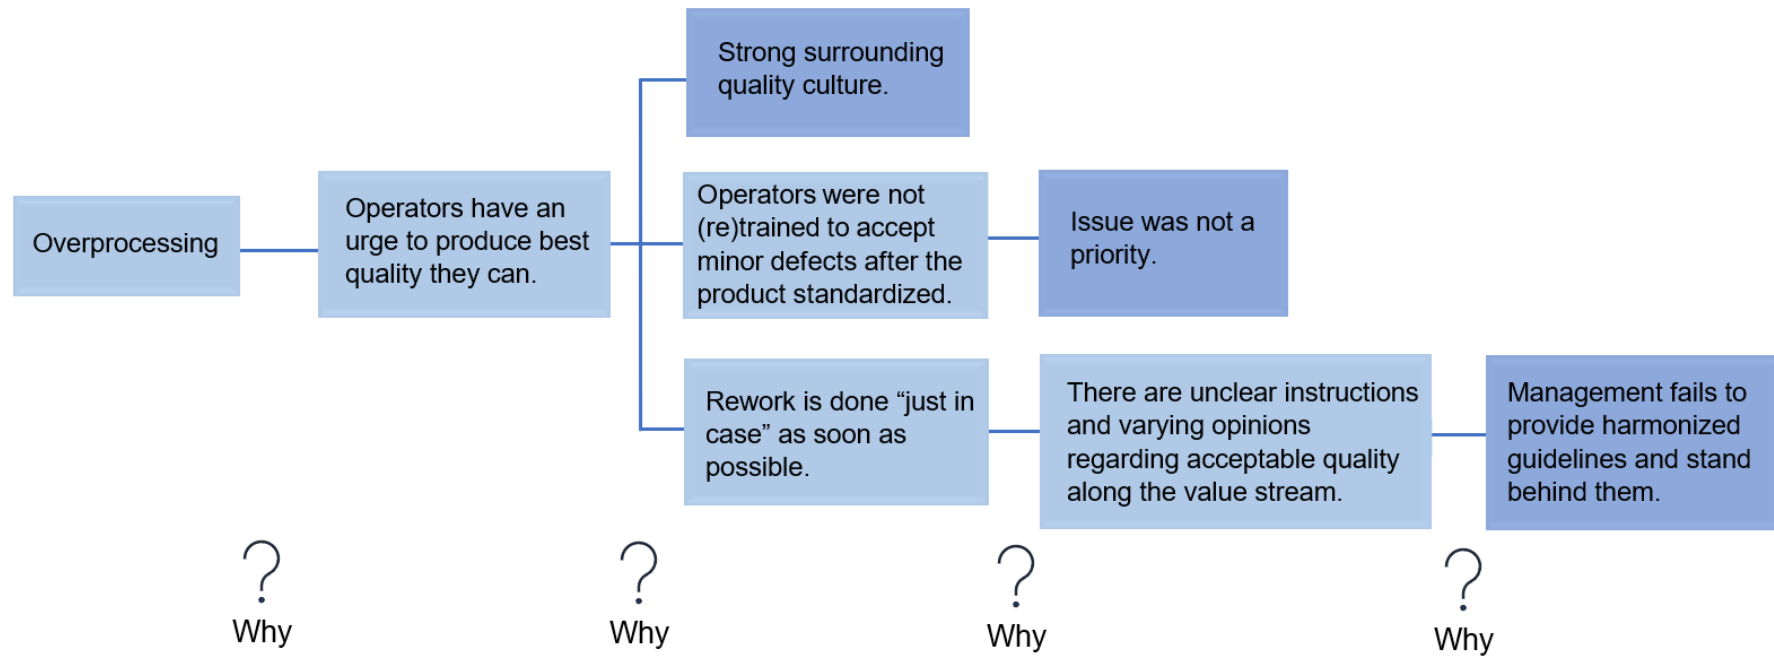 Strong surrounding
quality culture.
Overprocessing
Operators have an
urge to produce best
quality they can.
Operators were not
(re)trained to accept
minor defects after the
product standardized.
Issue was not a
priority.
Rework is done “just in
case” as soon as
possible.
There are unclear instructions
and varying opinions
regarding acceptable quality
along the value stream.
Management fails to
provide harmonized
guidelines and stand
behind them.
?
Why
?
Why
?
Why
?
Why